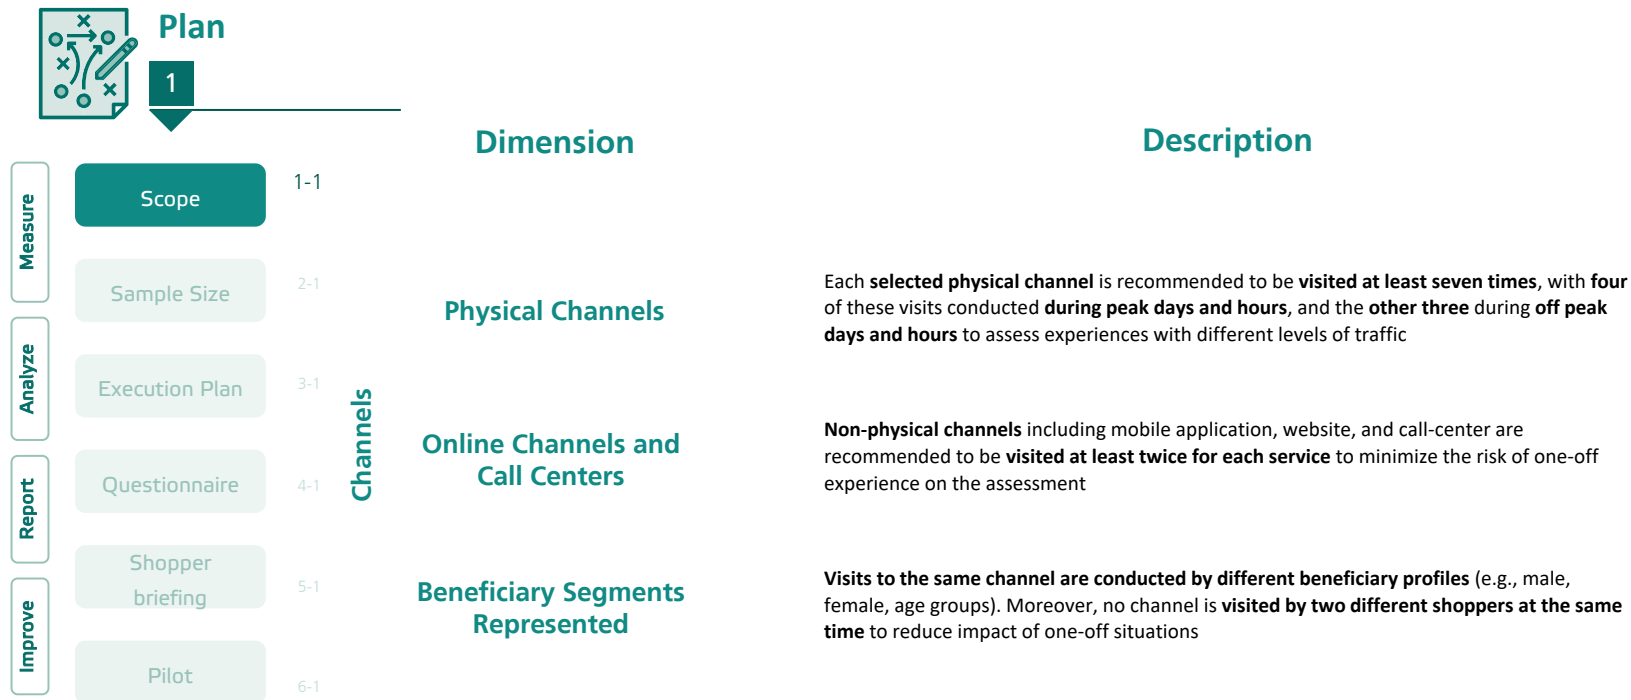 Plan
1
Dimension
Description
Measure
Analyze
Report
Improve
Scope
1-1
Sample Size
2-1
Execution Plan
3-1
Questionnaire
4-1
Shopper
briefing
5-1
Pilot
6-1
Channels
Physical Channels
Each selected physical channel is recommended to be visited at least seven times, with four
of these visits conducted during peak days and hours, and the other three during off peak
days and hours to assess experiences with different levels of traffic
Online Channels and
Call Centers
Non-physical channels including mobile application, website, and call-center are
recommended to be visited at least twice for each service to minimize the risk of one-off
experience on the assessment
Beneficiary Segments
Represented
Visits to the same channel are conducted by different beneficiary profiles (e.g., male,
female, age groups). Moreover, no channel is visited by two different shoppers at the same
time to reduce impact of one-off situations